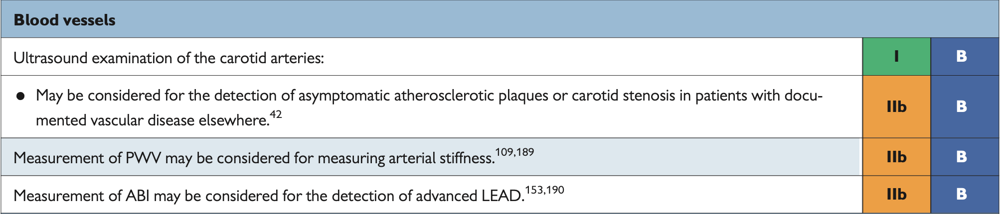 Blood vessels
Ultrasound examination of the carotid arteries: I B
● May be considered for the detection of asymptomatic atherosclerotic plaques or carotid stenosis in patients with docu-
mented vascular disease elsewhere.42 IIb B
Measurement of PWV may be considered for measuring arterial stiffness.109,189 IIb B
Measurement of ABI may be considered for the detection of advanced LEAD.153,190 IIb B